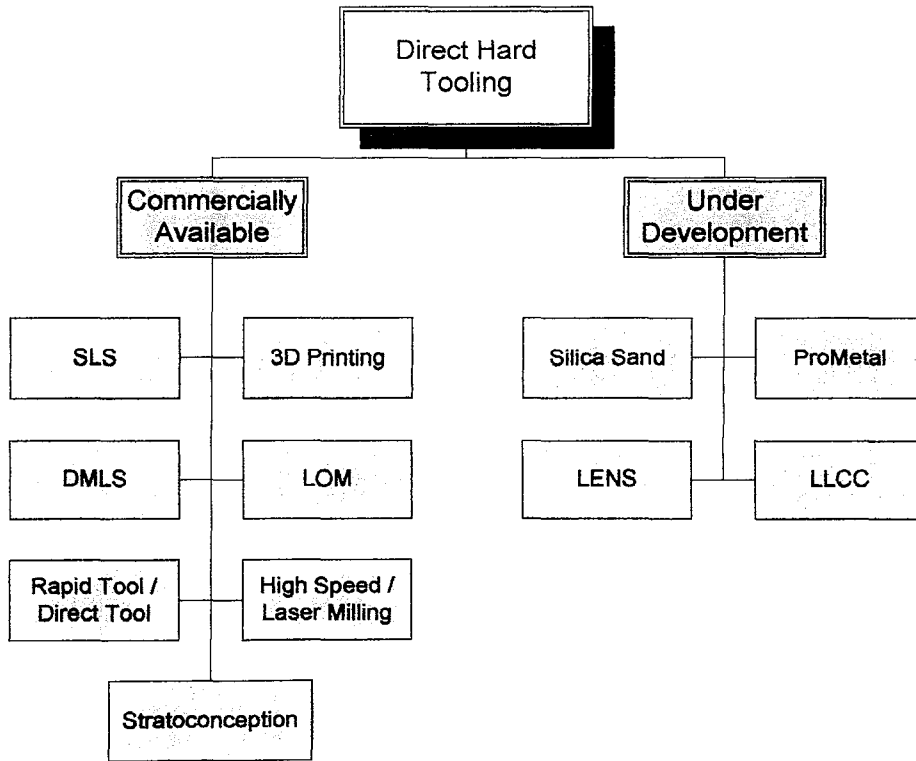 Direct Hard
Tooling
Commercially
Available
Under
Development
SLS
3D Printing
Silica Sand
ProMetal
DMLS
LOM
LENS
LLCC
Rapid Tool /
Direct Tool
High Speed /
Laser Milling
Stratoconception